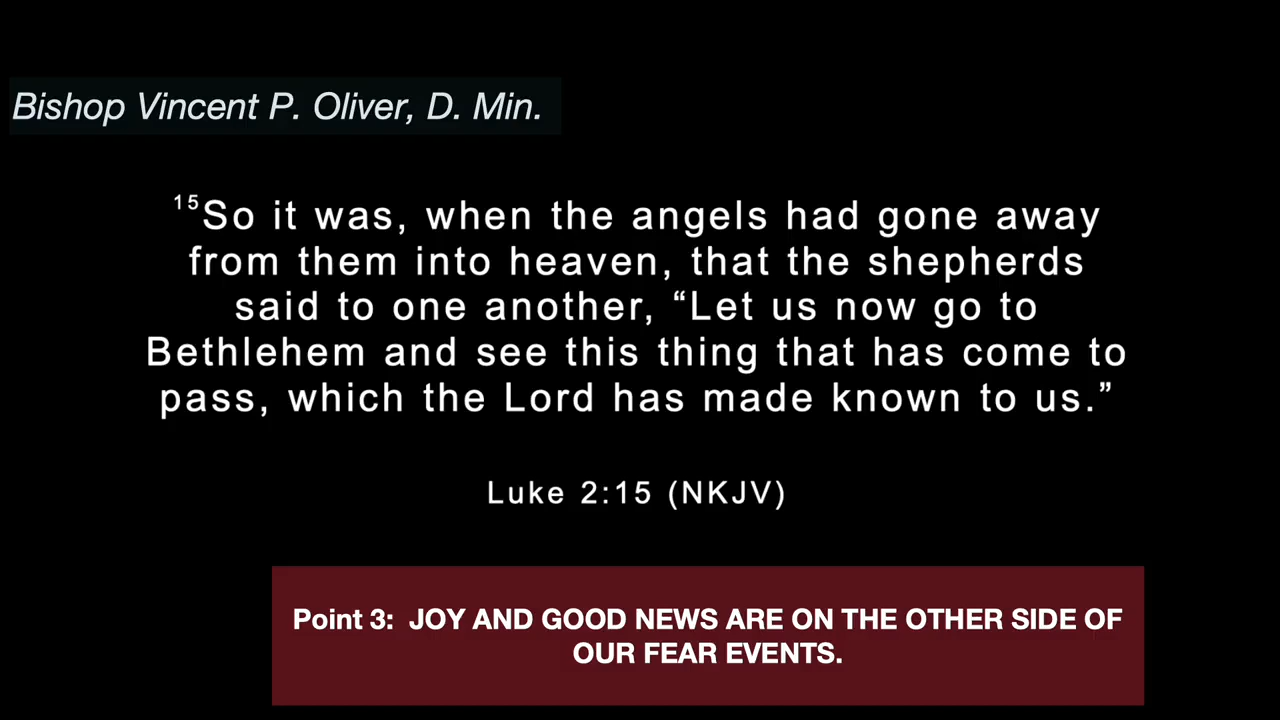 Bishop Vincent P. Oliver, D. Min.
15So it was, when the angels had gone away
from them into heaven, that the shepherds
said to one another, “Let us now go to
Bethlehem and see this thing that has come to
pass, which the Lord has made known to us.”
Luke 2:15 (NKJV)
Point 3: JOY AND GOOD NEWS ARE ON THE OTHER SIDE OF
OUR FEAR EVENTS.